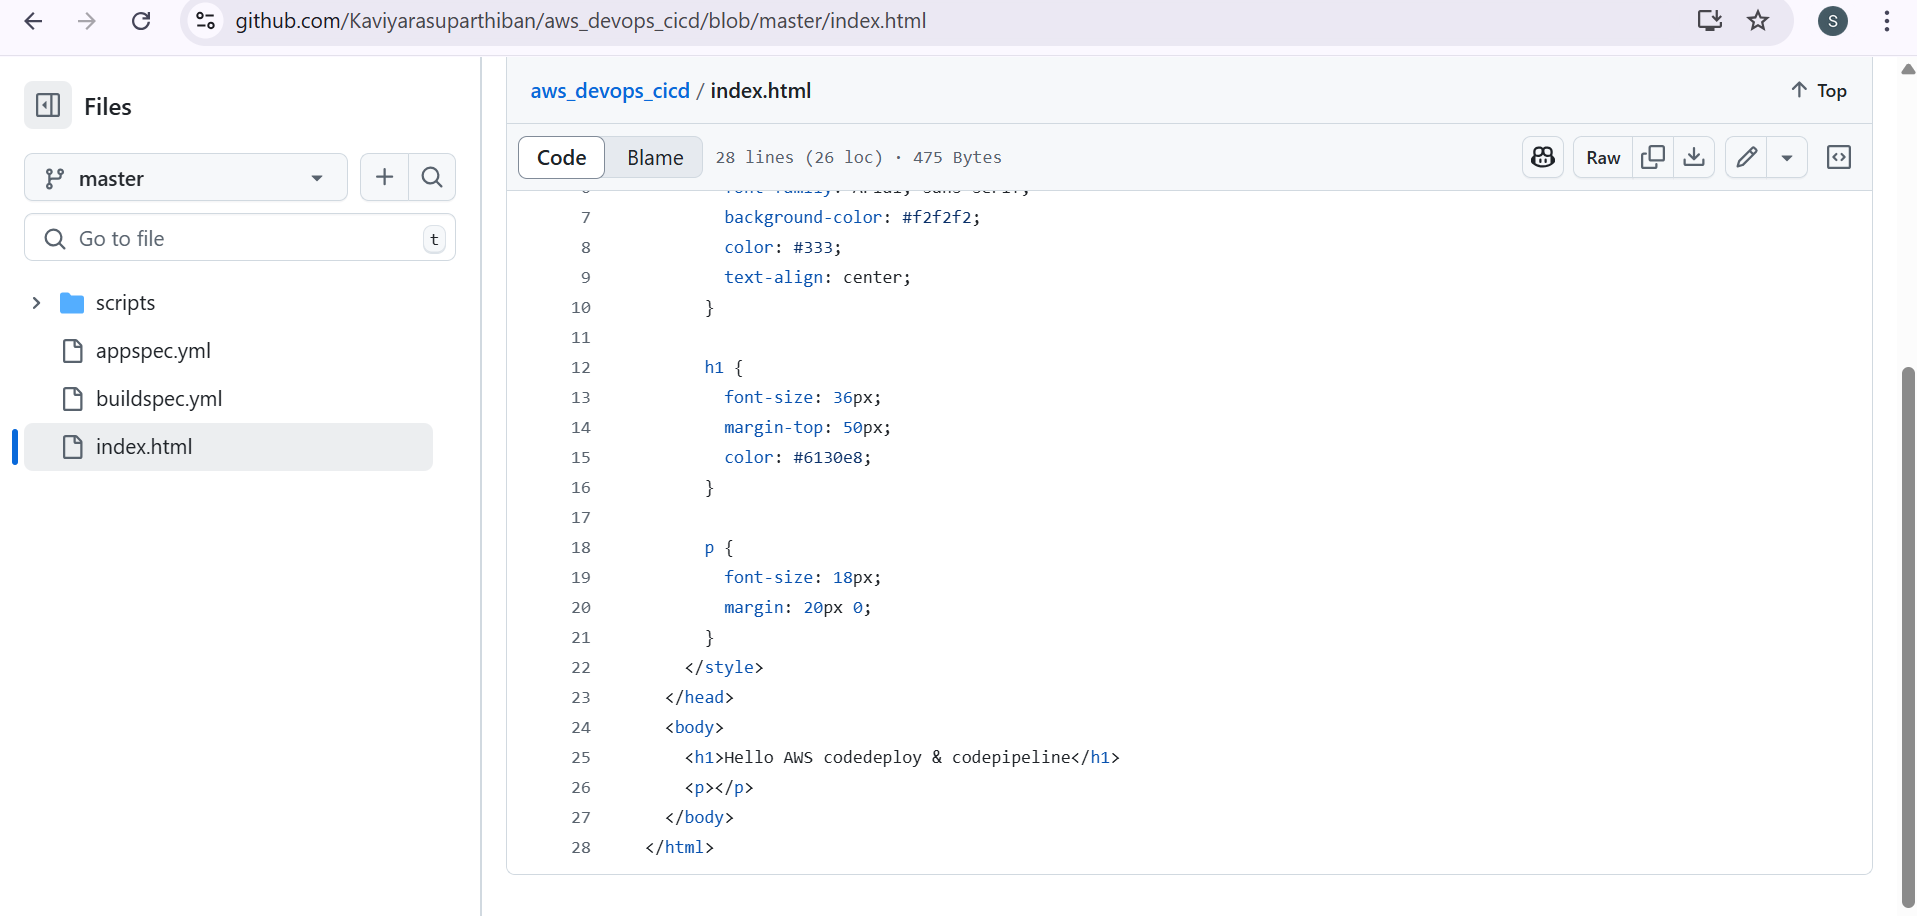 github.com/Kaviyarasuparthiban/aws_devops_cicd/blob/master/index.html
S
Files
master
Go to file
t
scripts
appspec.yml
buildspec.yml
index.html
aws_devops_cicd / index.html
Top
Code Blame 28 lines (26 loc) · 475 Bytes
Raw
7 background-color: #f2f2f2;
8 color: #333;
9 text-align: center;
10 }
11
12 h1 {
13 font-size: 36px;
14 margin-top: 50px;
15 color: #6130e8;
16 }
17
18 p {
19 font-size: 18px;
20 margin: 20px 0;
21 }
22 </style>
23 </head>
24 <body>
25 <h1>Hello AWS codedeploy & codepipeline</h1>
26 <p></p>
27 </body>
28 </html>